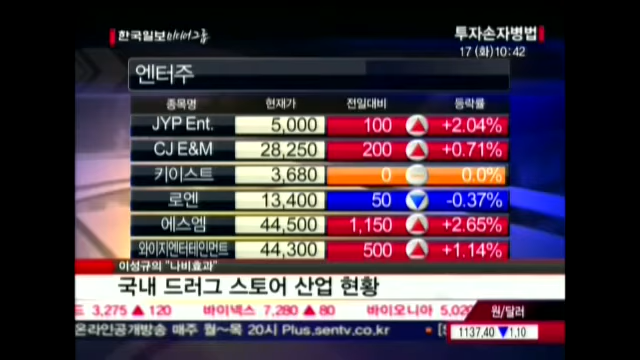 한국일보 미디어그룹
투자손자병법
17 (화)10:42
엔터주
종목명 현재가 전일대비 등락률
JYP Ent. 5,000 100 ▲ +2.04%
CJ E&M 28,250 200 ▲ +0.71%
키이스트 3,680 0 – 0.0%
로엔 13,400 50 ▼ -0.37%
에스엠 44,500 1,150 ▲ +2.65%
와이지엔터테인먼트 44,300 500 ▲ +1.14%
이성규의 "나비효과"
국내 드러그 스토어 산업 현황
3,275 ▲ 120 바이넥스 7,280 ▲ 80 바이오니아 5,020
원/달러
온라인공개방송 매주 월~목 20시 Plus.sentv.co.kr
1137,40 ▼1,10